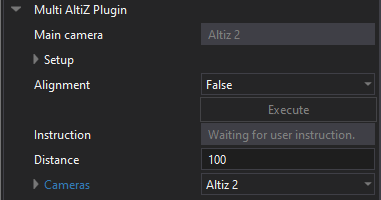 Multi AltiZ Plugin
Main camera Altiz 2
Setup
Alignment False
Execute
Instruction Waiting for user instruction.
Distance 100
Cameras Altiz 2